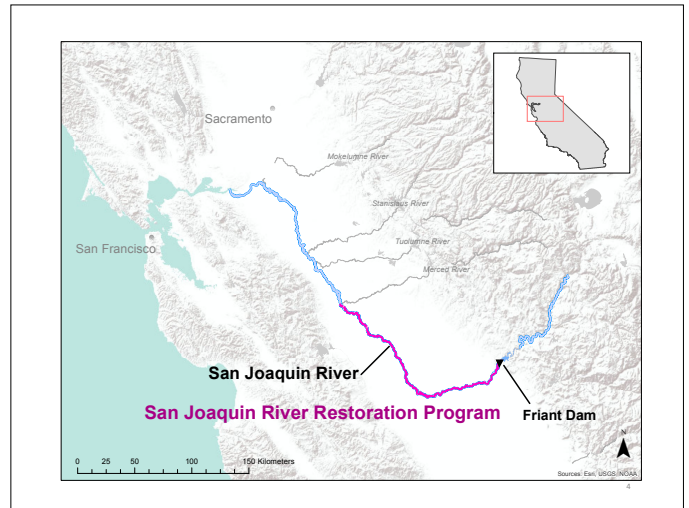 Sacramento
Mokelumne River
Stanislaus River
Tuolumne River
San Francisco
Merced River
San Joaquin River
San Joaquin River Restoration Program
Friant Dam
N
0 25 50 100 150 Kilometers
Sources: Esri, USGS, NOAA
4